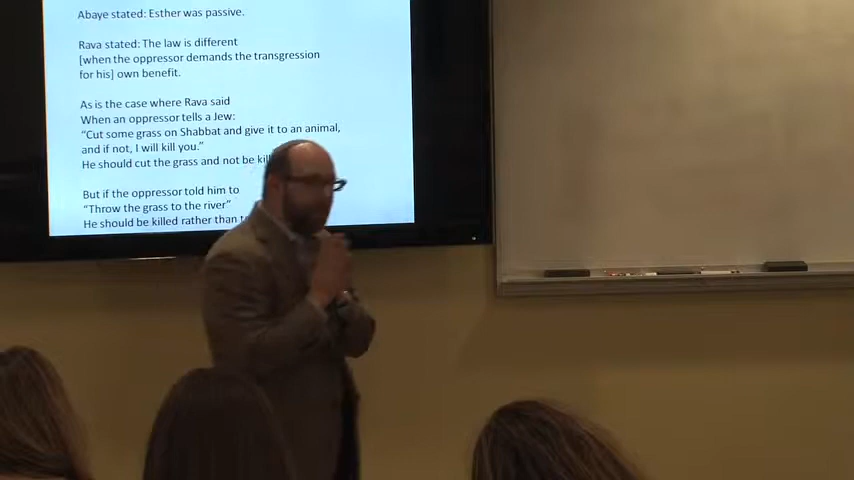 Abaye stated: Esther was passive.
Rava stated: The law is different
[when the oppressor demands the transgression
for his] own benefit.
As is the case where Rava said
When an oppressor tells a Jew:
“Cut some grass on Shabbat and give it to an animal,
and if not, I will kill you.”
He should cut the grass and not be
But if the oppressor told him to
“Throw the grass to the river”
He should be killed rather than